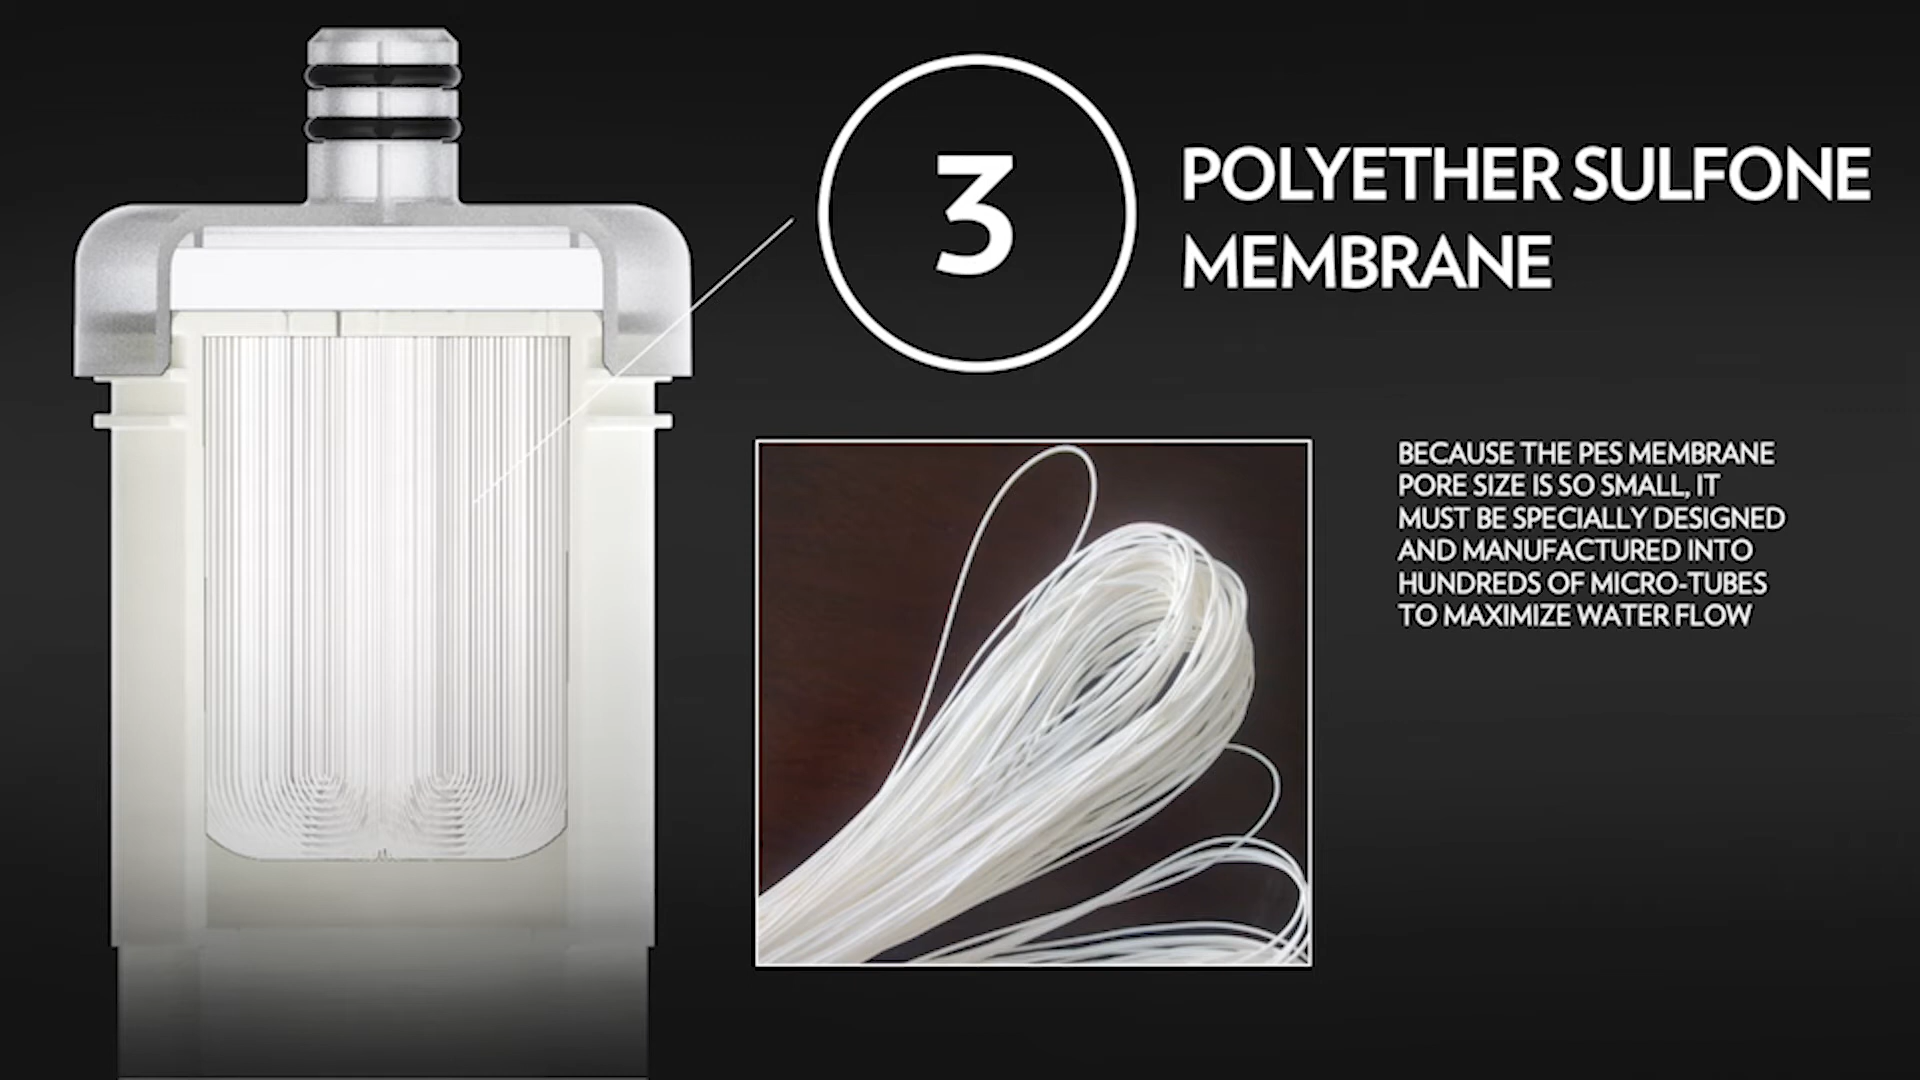 3
POLYETHER SULFONE
MEMBRANE
BECAUSE THE PES MEMBRANE
PORE SIZE IS SO SMALL, IT
MUST BE SPECIALLY DESIGNED
AND MANUFACTURED INTO
HUNDREDS OF MICRO-TUBES
TO MAXIMIZE WATER FLOW